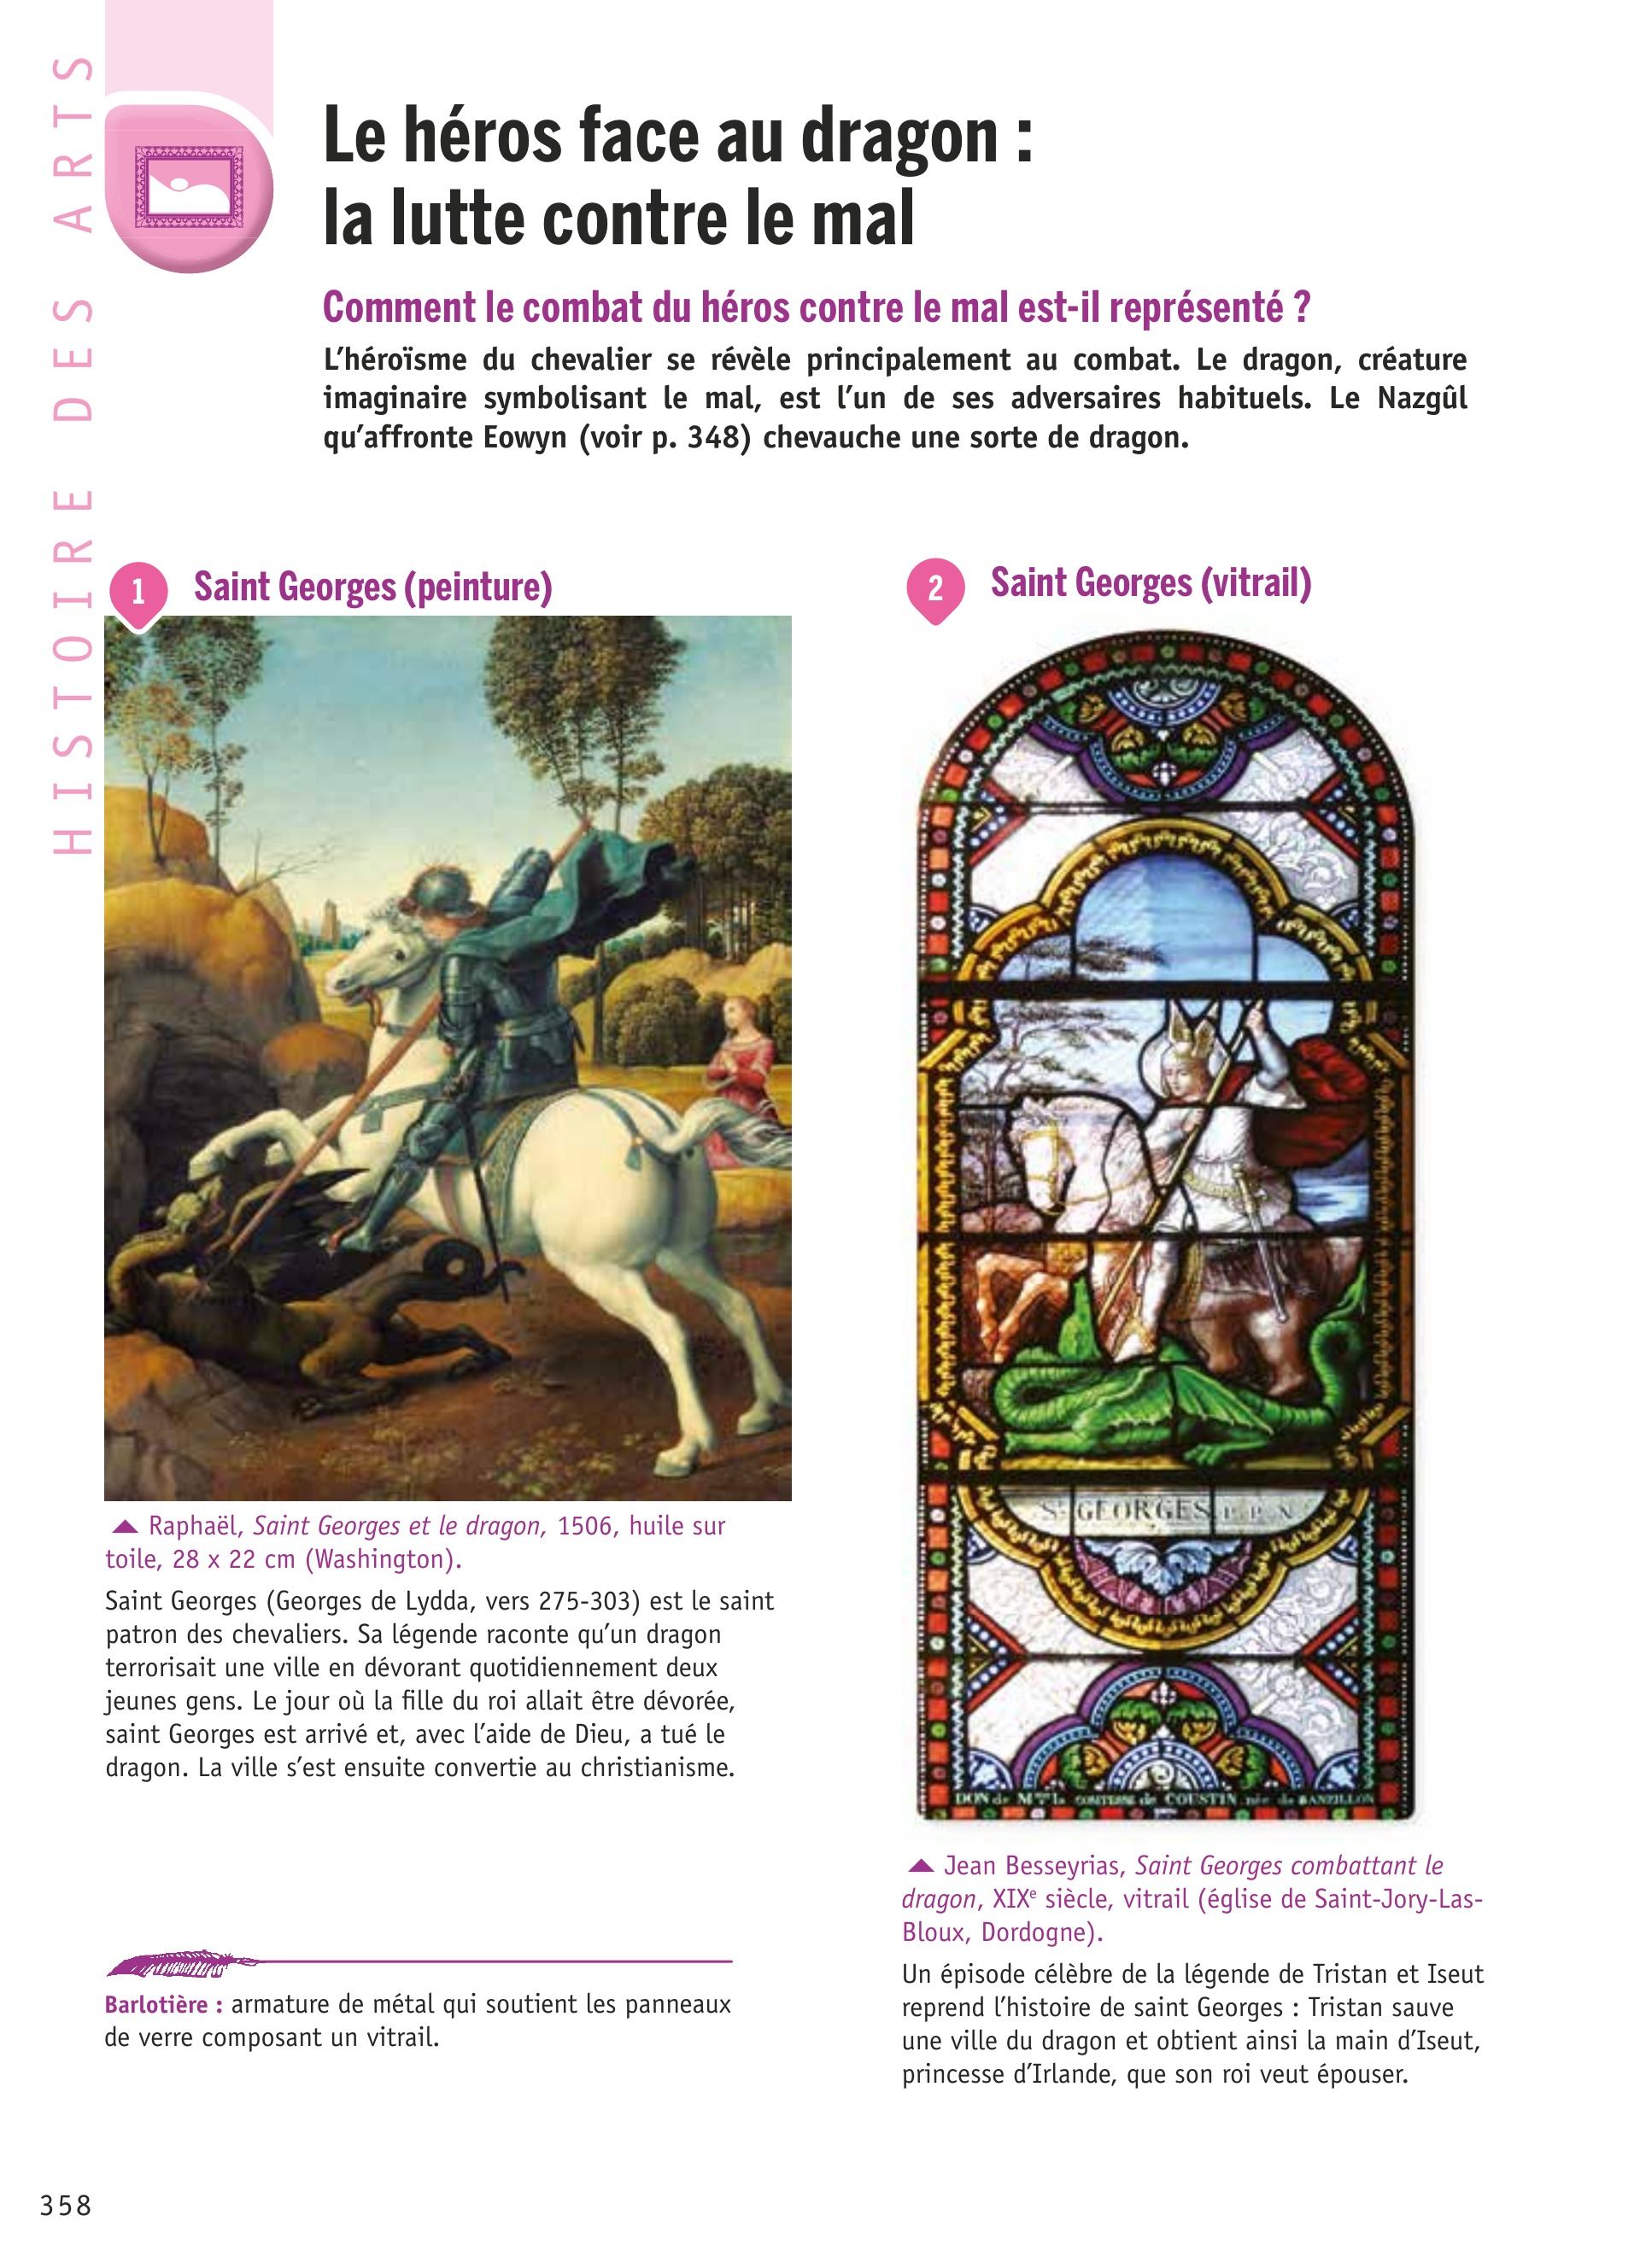 HISTOIRE DES ARTS
Le héros face au dragon :
la lutte contre le mal
Comment le combat du héros contre le mal est-il représenté ?
L’héroïsme du chevalier se révèle principalement au combat. Le dragon, créature
imaginaire symbolisant le mal, est l’un de ses adversaires habituels. Le Nazgûl
qu’affronte Eowyn (voir p. 348) chevauche une sorte de dragon.
1 Saint Georges (peinture)
▲ Raphaël, Saint Georges et le dragon, 1506, huile sur
toile, 28 x 22 cm (Washington).
Saint Georges (Georges de Lydda, vers 275-303) est le saint
patron des chevaliers. Sa légende raconte qu’un dragon
terrorisait une ville en dévorant quotidiennement deux
jeunes gens. Le jour où la fille du roi allait être dévorée,
saint Georges est arrivé et, avec l’aide de Dieu, a tué le
dragon. La ville s’est ensuite convertie au christianisme.
Barlotière : armature de métal qui soutient les panneaux
de verre composant un vitrail.
2 Saint Georges (vitrail)
St GEORGES P. P. N.
DON de Mme la COMTESSE de COUSTIN née de BANZILLON
▲ Jean Besseyrias, Saint Georges combattant le
dragon, XIXe siècle, vitrail (église de Saint-Jory-Las-
Bloux, Dordogne).
Un épisode célèbre de la légende de Tristan et Iseut
reprend l’histoire de saint Georges : Tristan sauve
une ville du dragon et obtient ainsi la main d’Iseut,
princesse d’Irlande, que son roi veut épouser.
358